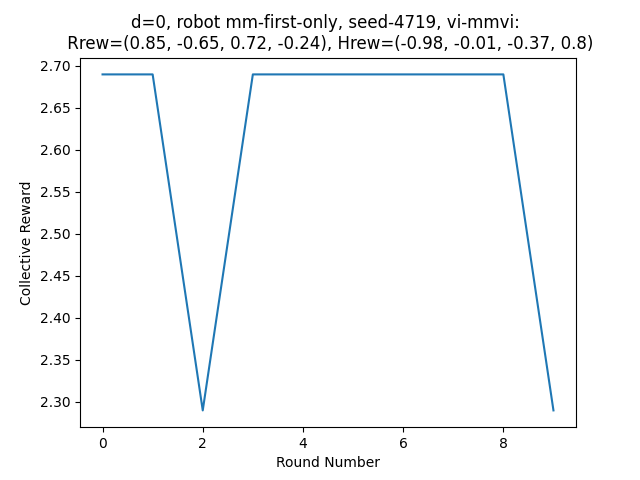 d=0, robot mm-first-only, seed-4719, vi-mmvi:
Rrew=(0.85, -0.65, 0.72, -0.24), Hrew=(-0.98, -0.01, -0.37, 0.8)
2.70
2.65
2.60
2.55
2.50
2.45
2.40
2.35
2.30
Collective Reward
0 2 4 6 8
Round Number